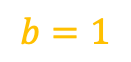 b = 1